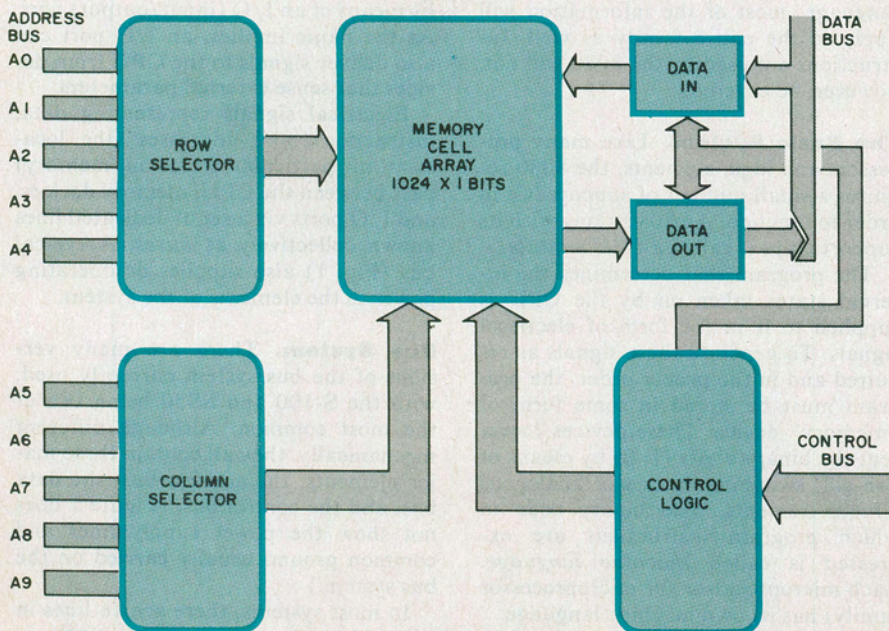 ADDRESS
BUS
A0
A1
A2
A3
A4
ROW
SELECTOR
MEMORY
CELL
ARRAY
1024 X 1 BITS
DATA
IN
DATA
OUT
DATA BUS
A5
A6
A7
A8
A9
COLUMN
SELECTOR
CONTROL
LOGIC
CONTROL
BUS